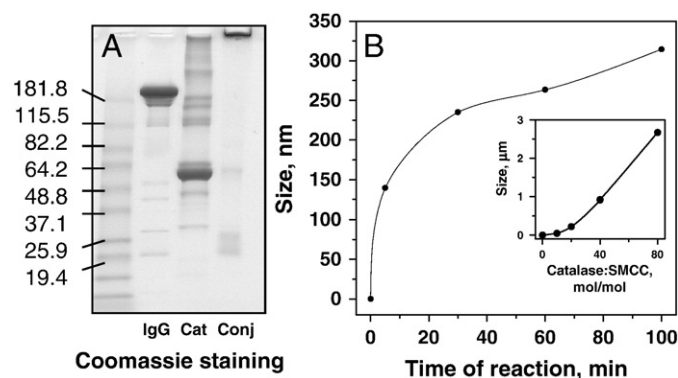 A
181.8
115.5
82.2
64.2
48.8
37.1
25.9
19.4
IgG Cat Conj
Coomassie staining
B
Size, nm
350
300
250
200
150
100
50
0
0 20 40 60 80 100
Time of reaction, min
Size, µm
3
2
1
0
0 40 80
Catalase:SMCC,
mol/mol